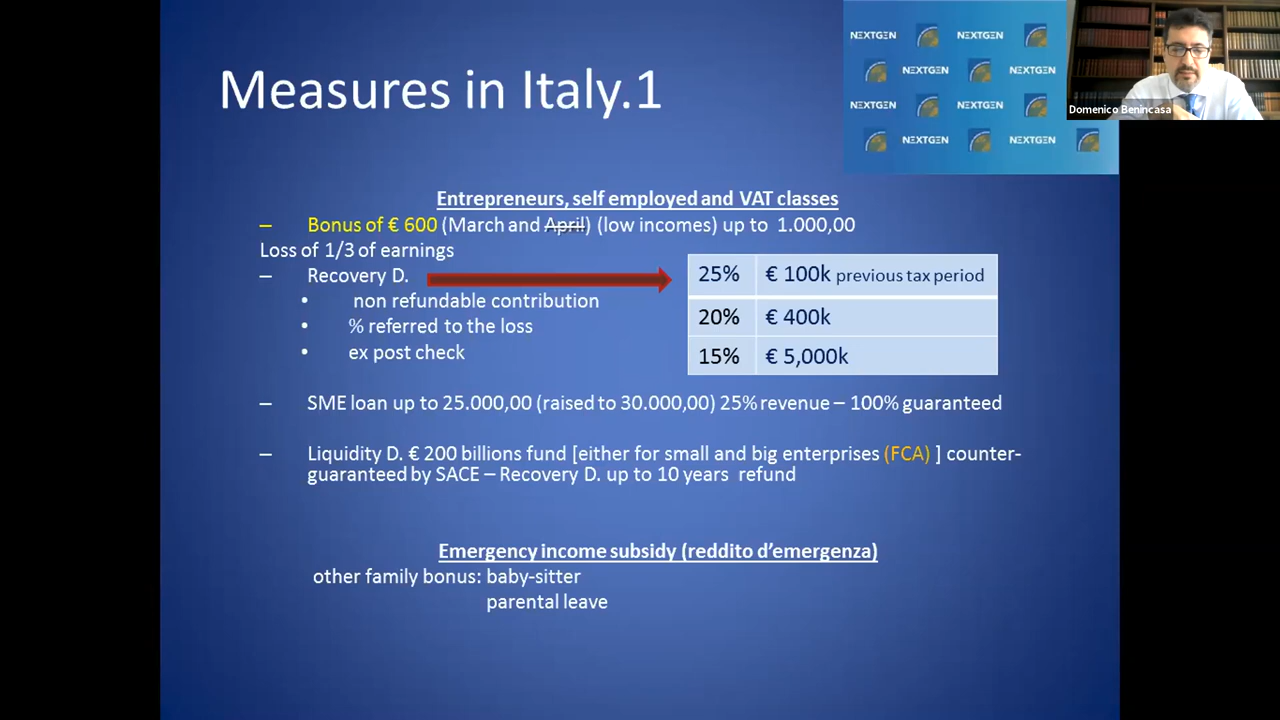 Measures in Italy.1
NEXTGEN NEXTGEN
NEXTGEN NEXTGEN
NEXTGEN NEXTGEN
NEXTGEN NEXTGEN
Domenico Benincasa
Entrepreneurs, self employed and VAT classes
– Bonus of € 600 (March and April) (low incomes) up to 1.000,00
Loss of 1/3 of earnings
– Recovery D.
• non refundable contribution
• % referred to the loss
• ex post check
25% € 100k previous tax period
20% € 400k
15% € 5,000k
– SME loan up to 25.000,00 (raised to 30.000,00) 25% revenue – 100% guaranteed
– Liquidity D. € 200 billions fund [either for small and big enterprises (FCA) ] counter-
guaranteed by SACE – Recovery D. up to 10 years refund
Emergency income subsidy (reddito d’emergenza)
other family bonus: baby-sitter
parental leave